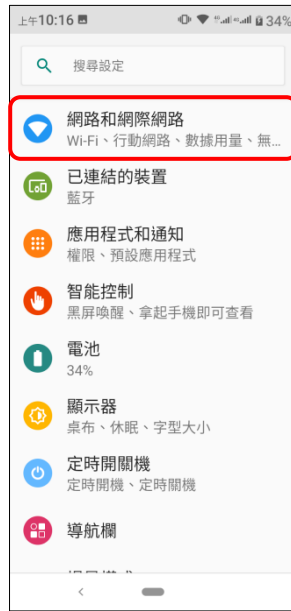 上午10:16 34%
搜尋設定
網路和網際網路
Wi-Fi、行動網路、數據用量、無...
已連結的裝置
藍牙
應用程式和通知
權限、預設應用程式
智能控制
黑屏喚醒、拿起手機即可查看
電池
34%
顯示器
桌布、休眠、字型大小
定時開關機
定時開機、定時關機
導航欄